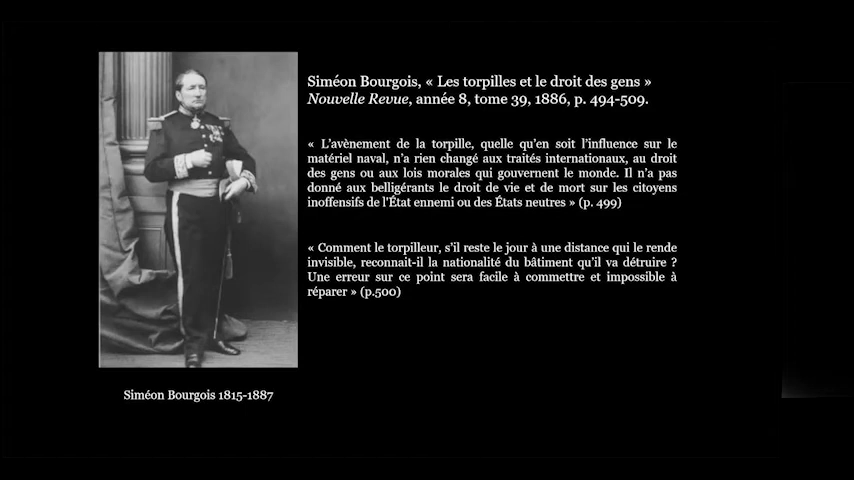 Siméon Bourgois, « Les torpilles et le droit des gens »
Nouvelle Revue, année 8, tome 39, 1886, p. 494-509.
« L’avènement de la torpille, quelle qu’en soit l’influence sur le
matériel naval, n’a rien changé aux traités internationaux, au droit
des gens ou aux lois morales qui gouvernent le monde. Il n’a pas
donné aux belligérants le droit de vie et de mort sur les citoyens
inoffensifs de l'État ennemi ou des États neutres » (p. 499)
« Comment le torpilleur, s’il reste le jour à une distance qui le rende
invisible, reconnait-il la nationalité du bâtiment qu’il va détruire ?
Une erreur sur ce point sera facile à commettre et impossible à
réparer » (p.500)
Siméon Bourgois 1815-1887